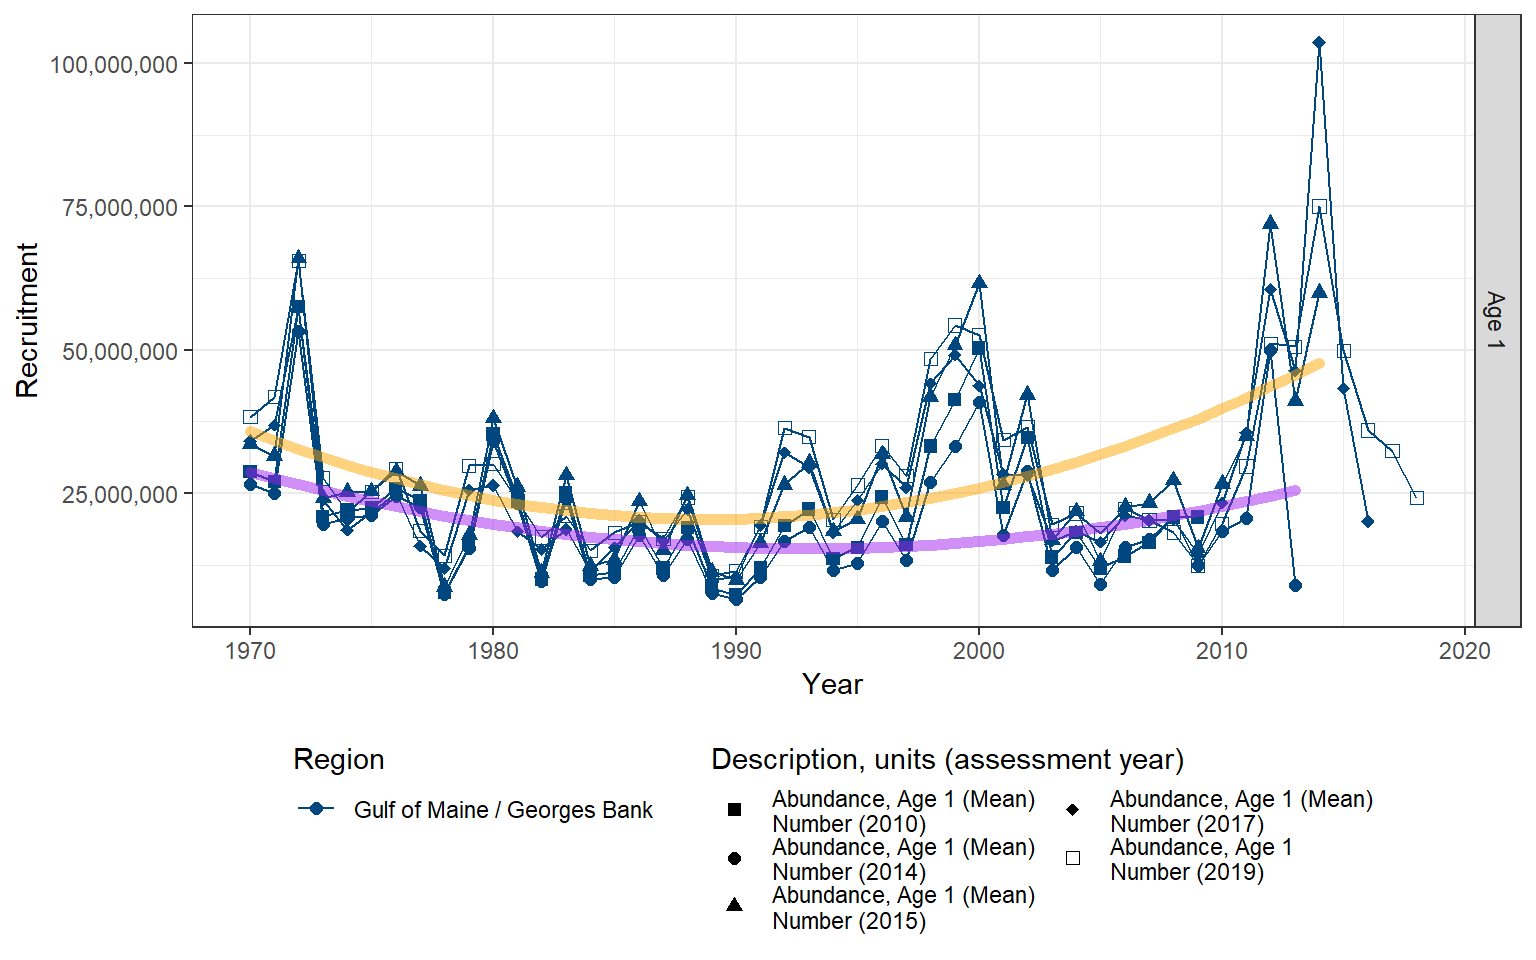 100,000,000
75,000,000
50,000,000
25,000,000
Recruitment
Age 1
1970
1980
1990
2000
2010
2020
Year
Region
Gulf of Maine / Georges Bank
Description, units (assessment year)
Abundance, Age 1 (Mean)
Number (2010)
Abundance, Age 1 (Mean)
Number (2014)
Abundance, Age 1 (Mean)
Number (2015)
Abundance, Age 1 (Mean)
Number (2017)
Abundance, Age 1
Number (2019)